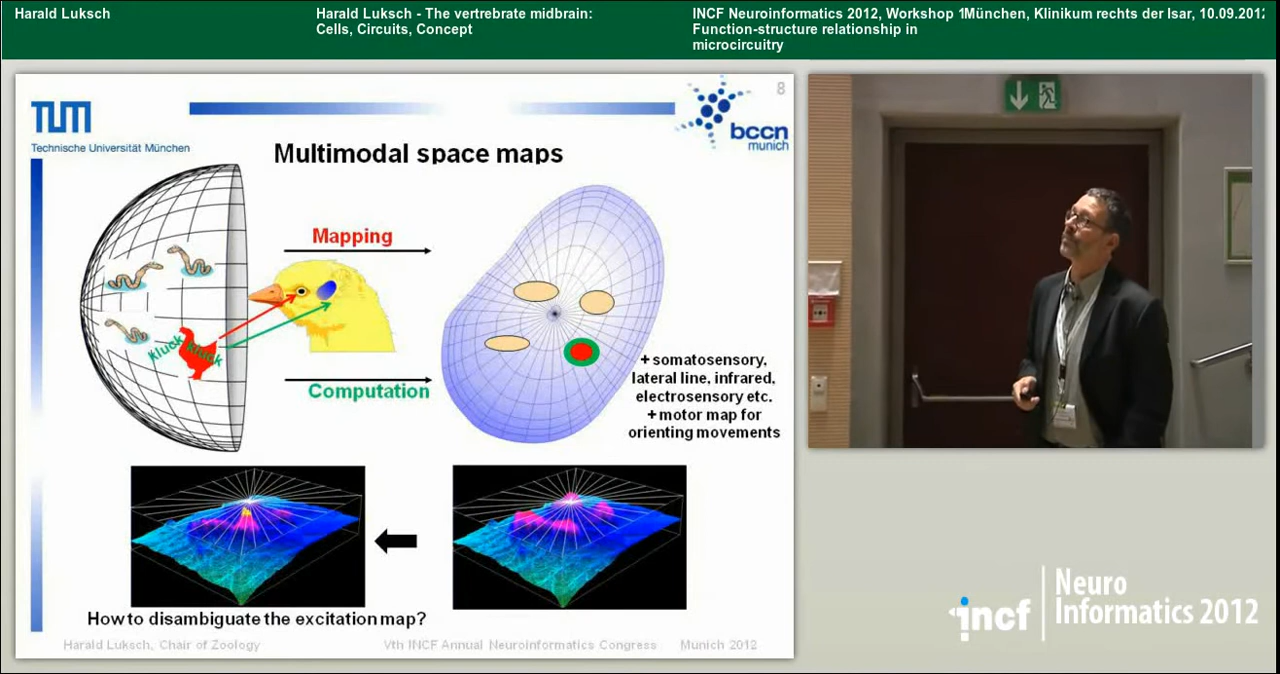 Harald Luksch
Harald Luksch - The vertrebrate midbrain:
Cells, Circuits, Concept
INCF Neuroinformatics 2012, Workshop 1München, Klinikum rechts der Isar, 10.09.2012
Function-structure relationship in
microcircuitry
8
TUM
Technische Universität München
bccn
munich
Multimodal space maps
Mapping
kluck kluck
Computation
+ somatosensory,
lateral line, infrared,
electrosensory etc.
+ motor map for
orienting movements
How to disambiguate the excitation map?
Harald Luksch, Chair of Zoology
Vth INCF Annual Neuroinformatics Congress
Munich 2012
incf
Neuro
Informatics 2012